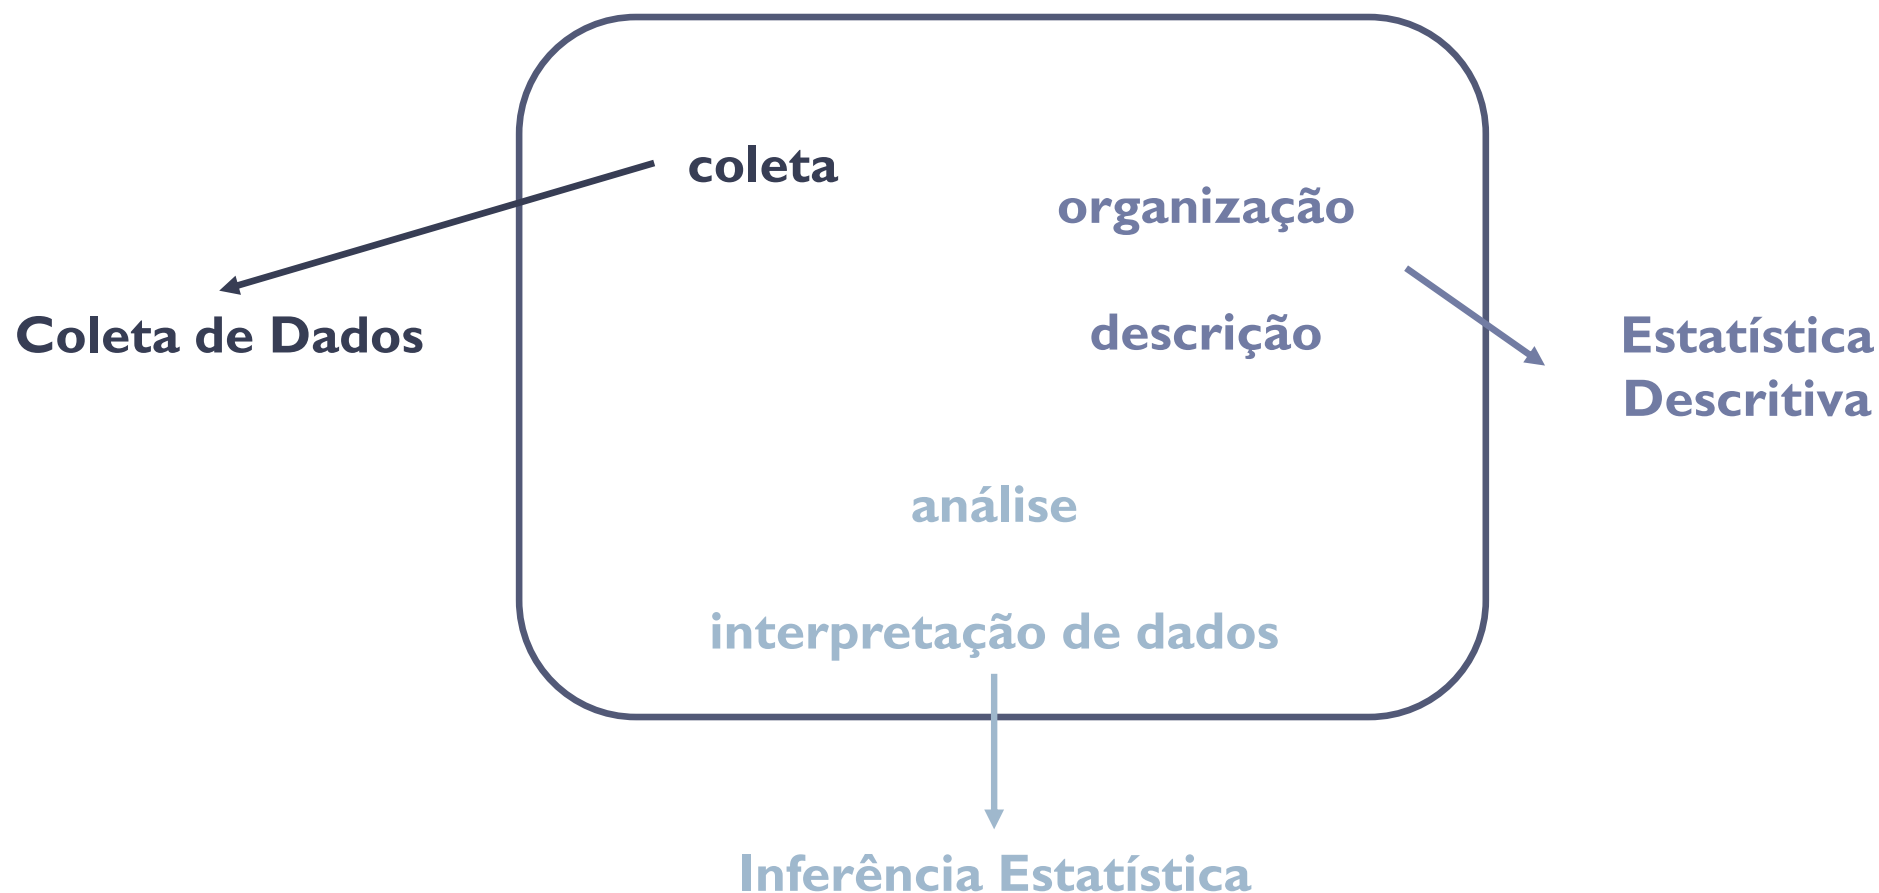 coleta
organização
Coleta de Dados
descrição
Estatística
Descritiva
análise
interpretação de dados
Inferência Estatística